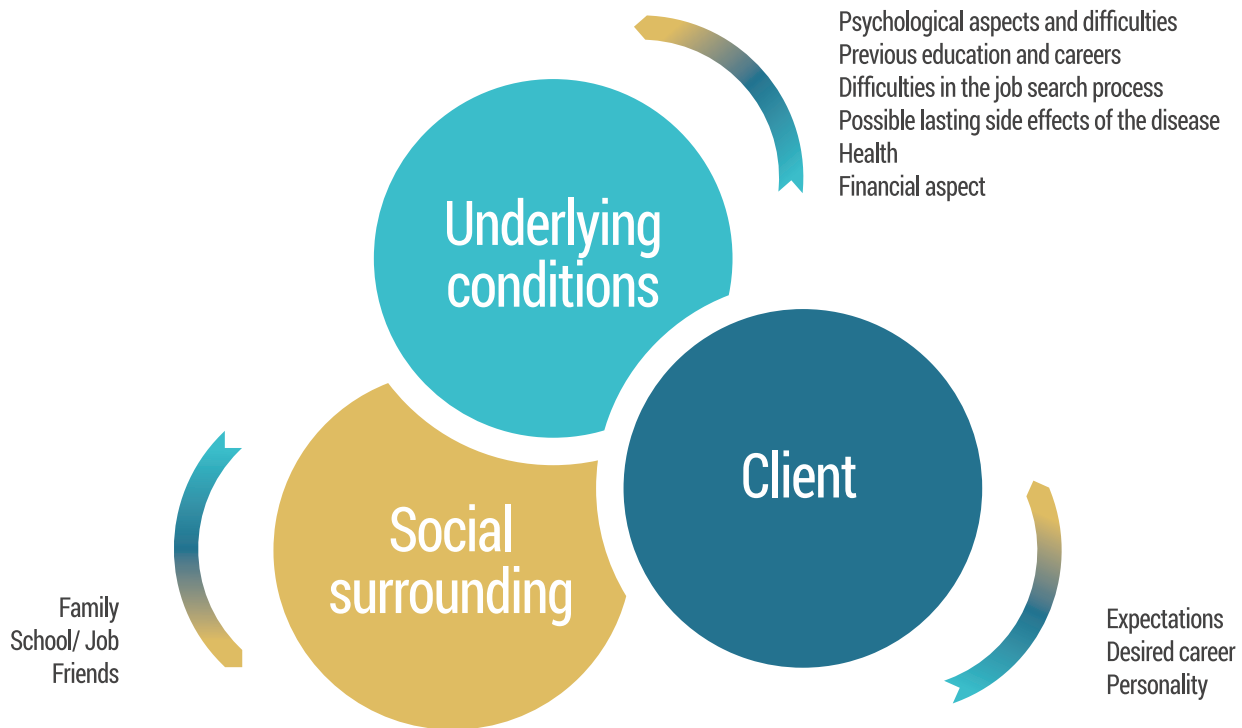 Psychological aspects and difficulties
Previous education and careers
Difficulties in the job search process
Possible lasting side effects of the disease
Health
Financial aspect
Underlying
conditions
Client
Social
surrounding
Family
School/ Job
Friends
Expectations
Desired career
Personality